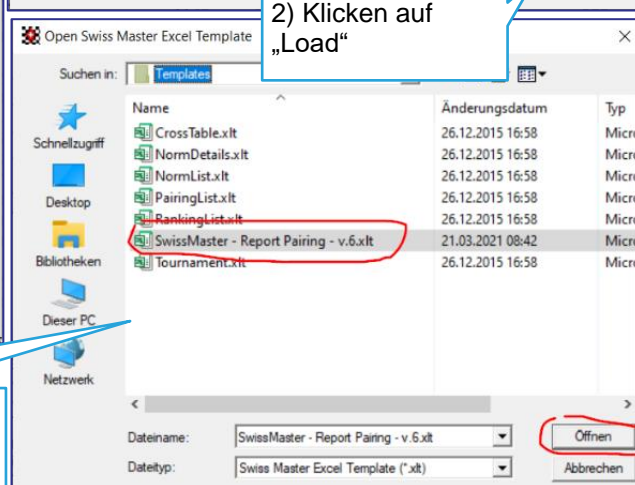 2) Klicken auf
„Load“
Open Swiss Master Excel Template
Suchen in: Templates
Name Änderungsdatum Typ
CrossTable.xlt 26.12.2015 16:58 Micro
NormDetails.xlt 26.12.2015 16:58 Micro
NormList.xlt 26.12.2015 16:58 Micro
PairingList.xlt 26.12.2015 16:58 Micro
RankingList.xlt 26.12.2015 16:58 Micro
SwissMaster - Report Pairing - v.6.xlt 21.03.2021 08:42 Micro
Tournament.xlt 26.12.2015 16:58 Micro
Schnellzugriff
Desktop
Bibliotheken
Dieser PC
Netzwerk
Dateiname: SwissMaster - Report Pairing - v.6.xlt Öffnen
Dateityp: Swiss Master Excel Template (*.xlt) Abbrechen